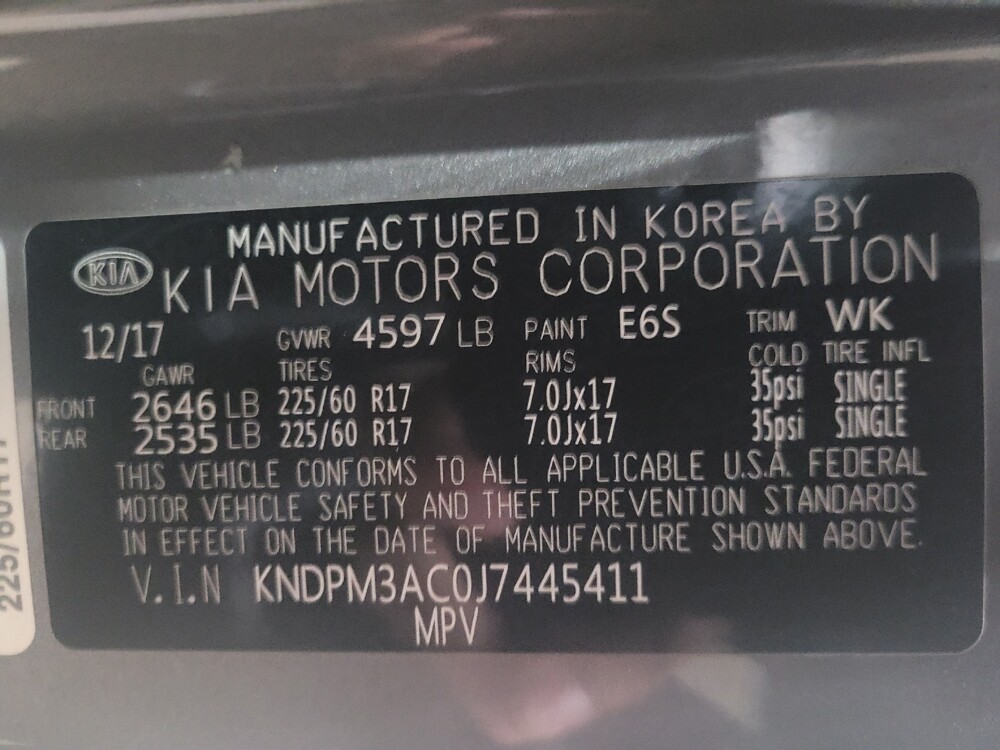 MANUFACTURED IN KOREA BY
KIA KIA MOTORS CORPORATION
12/17 GVWR 4597 LB PAINT E6S TRIM WK
GAWR TIRES RIMS COLD TIRE INFL
FRONT 2646 LB 225/60 R17 7.0Jx17 35psi SINGLE
REAR 2535 LB 225/60 R17 7.0Jx17 35psi SINGLE
THIS VEHICLE CONFORMS TO ALL APPLICABLE U.S.A. FEDERAL
MOTOR VEHICLE SAFETY AND THEFT PREVENTION STANDARDS
IN EFFECT ON THE DATE OF MANUFACTURE SHOWN ABOVE.
V.I.N KNDPM3AC0J7445411
MPV
225/60R17